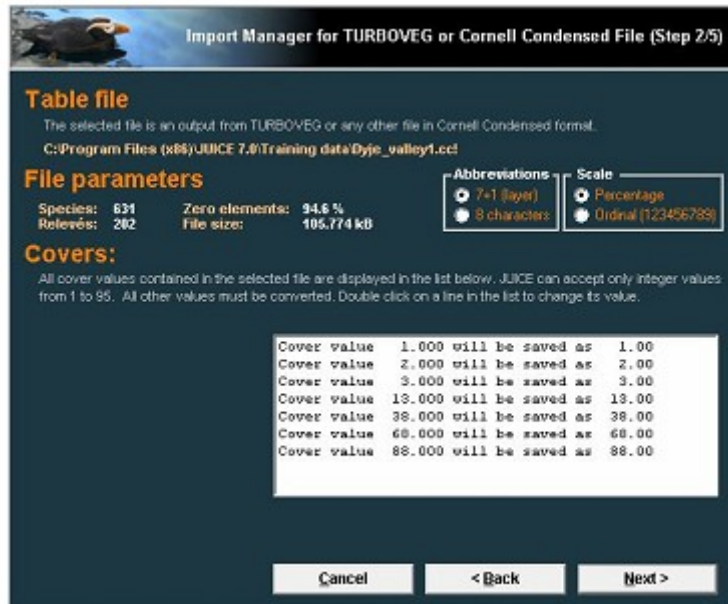 Import Manager for TURBOVEG or Cornell Condensed File (Step 2/5)
Table file
The selected file is an output from TURBOVEG or any other file in Cornell Condensed format.
C:\Program Files (x86)\JUICE 7.0\Training data\Dyje_valley1.cc!
File parameters
Species: 631 Zero elements: 94.6 %
Relevés: 202 File size: 105.774 kB
Abbreviations
7+1 (layer)
8 characters
Scale
Percentage
Ordinal (123456789)
Covers:
All cover values contained in the selected file are displayed in the list below. JUICE can accept only integer values
from 1 to 95. All other values must be converted. Double click on a line in the list to change its value.
Cover value 1.000 will be saved as 1.00
Cover value 2.000 will be saved as 2.00
Cover value 3.000 will be saved as 3.00
Cover value 13.000 will be saved as 13.00
Cover value 38.000 will be saved as 38.00
Cover value 68.000 will be saved as 68.00
Cover value 88.000 will be saved as 88.00
Cancel
< Back
Next >